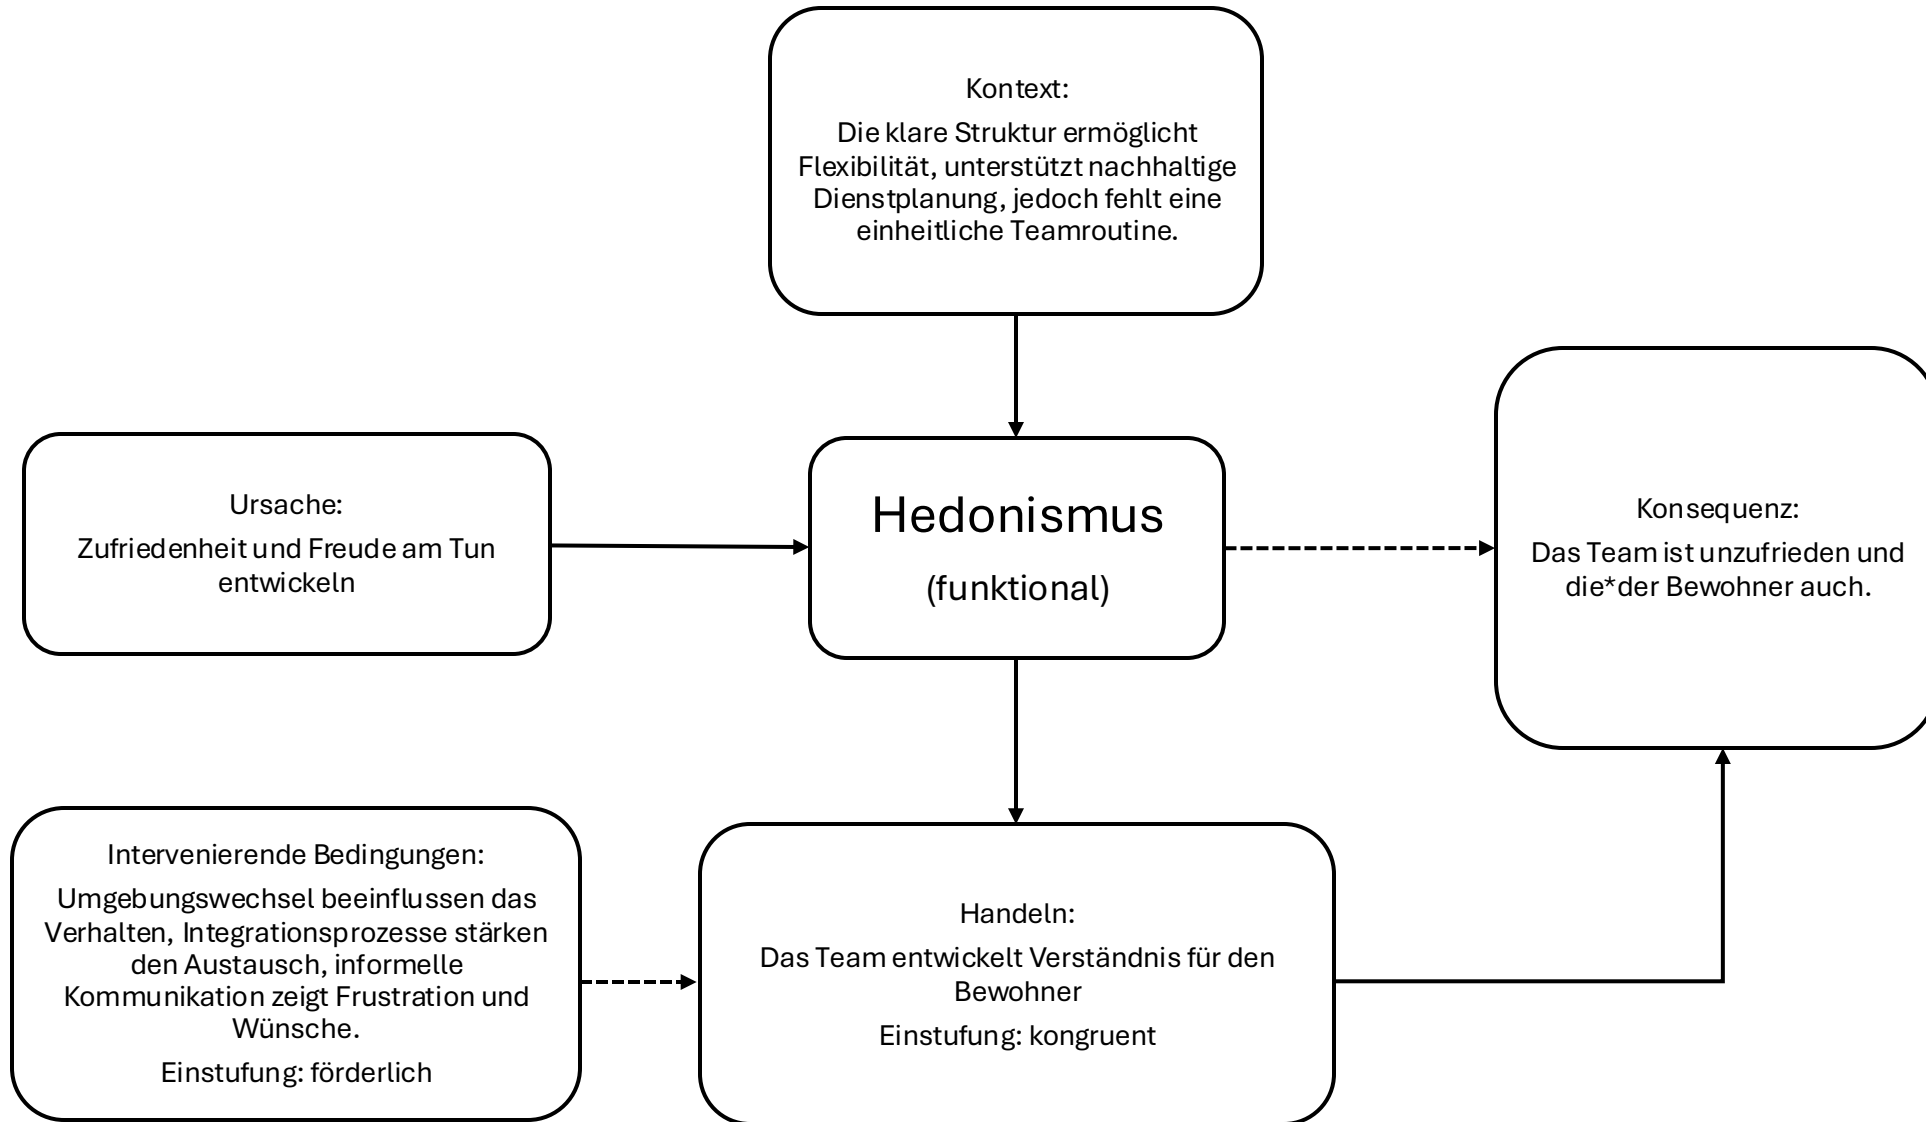 Kontext:
Die klare Struktur ermöglicht
Flexibilität, unterstützt nachhaltige
Dienstplanung, jedoch fehlt eine
einheitliche Teamroutine.
Ursache:
Zufriedenheit und Freude am Tun
entwickeln
Hedonismus
(funktional)
Konsequenz:
Das Team ist unzufrieden und
die*der Bewohner auch.
Intervenierende Bedingungen:
Umgebungswechsel beeinflussen das
Verhalten, Integrationsprozesse stärken
den Austausch, informelle
Kommunikation zeigt Frustration und
Wünsche.
Einstufung: förderlich
Handeln:
Das Team entwickelt Verständnis für den
Bewohner
Einstufung: kongruent